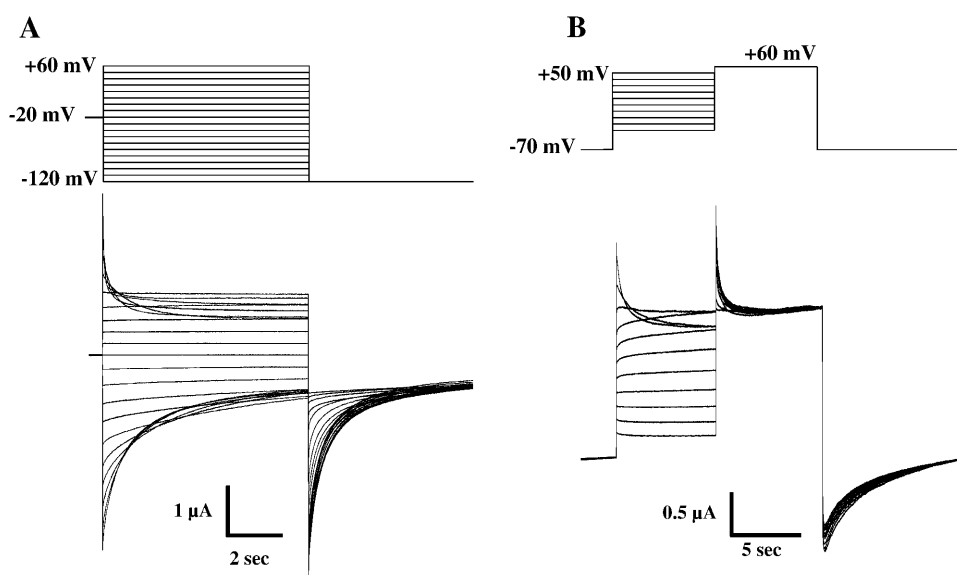 A
+60 mV
-20 mV
-120 mV
1 µA
2 sec
B
+60 mV
+50 mV
-70 mV
0.5 µA
5 sec